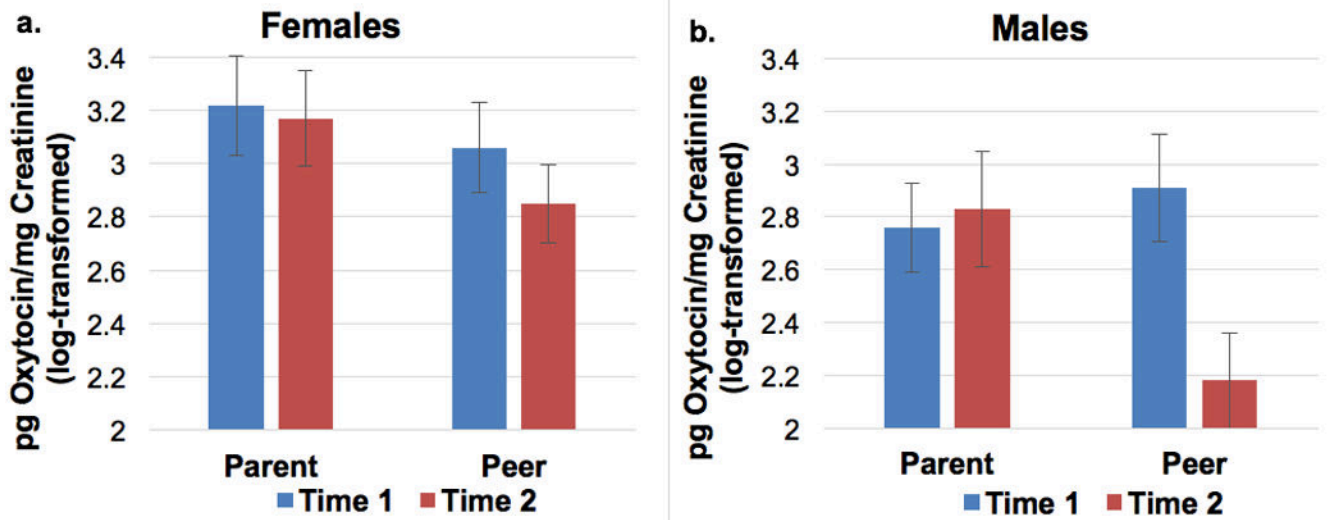 a.
Females
pg Oxytocin/mg Creatinine
(log-transformed)
3.4
3.2
3
2.8
2.6
2.4
2.2
2
Parent
Peer
Time 1
Time 2
b.
Males
pg Oxytocin/mg Creatinine
(log-transformed)
3.4
3.2
3
2.8
2.6
2.4
2.2
2
Parent
Peer
Time 1
Time 2